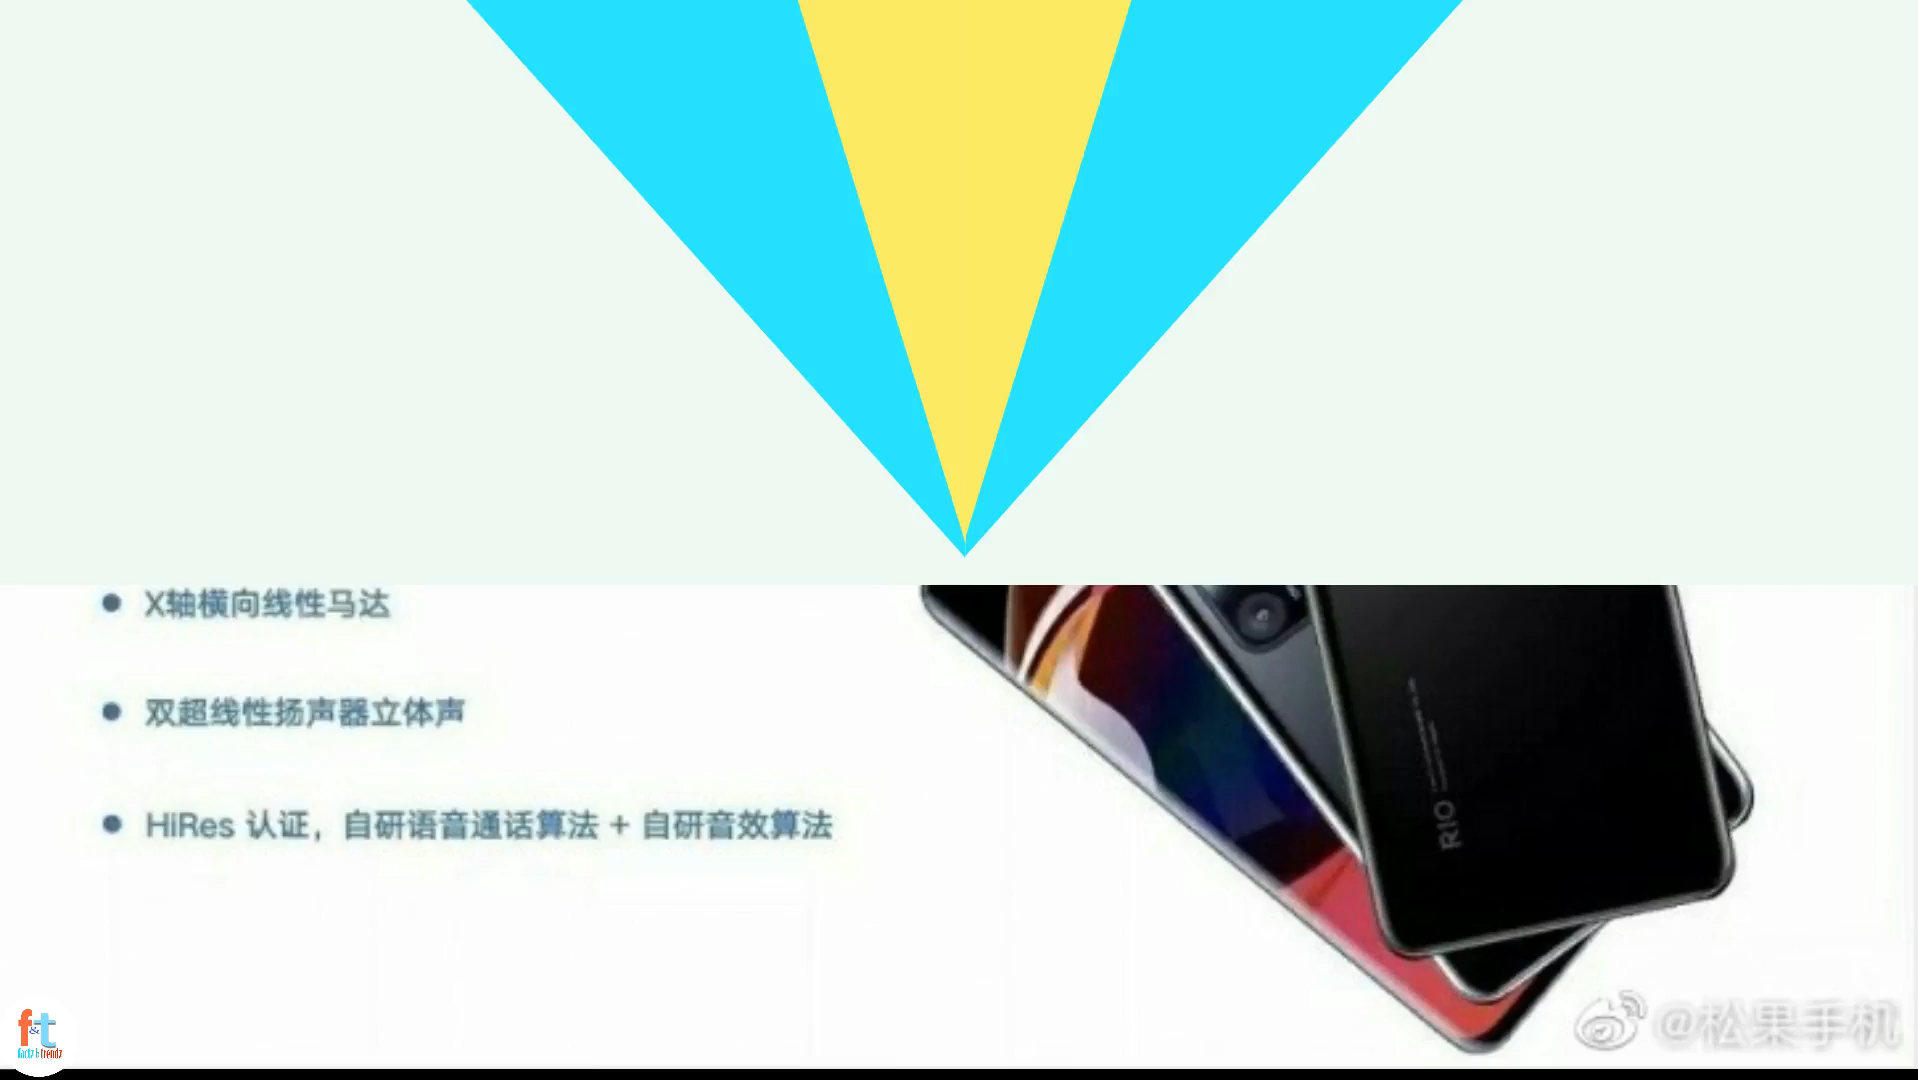 X轴横向线性马达
双超线性扬声器立体声
HiRes 认证，自研语音通话算法 + 自研音效算法
RIO
f&t
factz & trendz
@松果手机